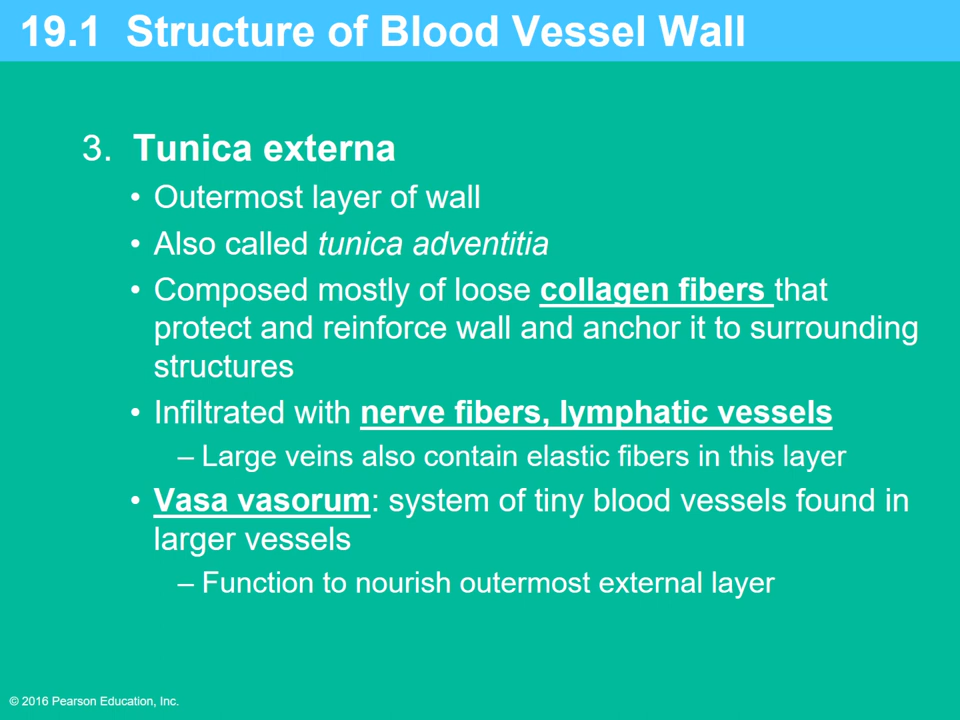 19.1 Structure of Blood Vessel Wall
3. Tunica externa
• Outermost layer of wall
• Also called tunica adventitia
• Composed mostly of loose collagen fibers that
protect and reinforce wall and anchor it to surrounding
structures
• Infiltrated with nerve fibers, lymphatic vessels
– Large veins also contain elastic fibers in this layer
• Vasa vasorum: system of tiny blood vessels found in
larger vessels
– Function to nourish outermost external layer
© 2016 Pearson Education, Inc.